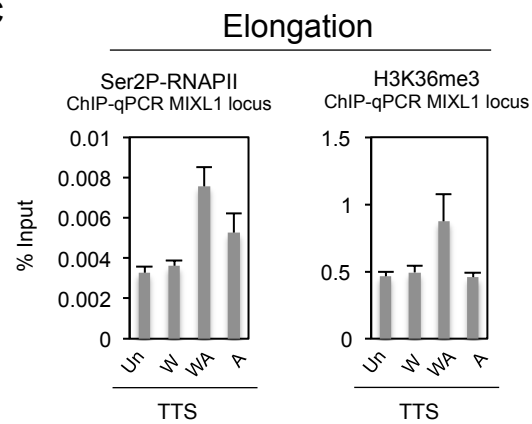 Elongation
Ser2P-RNAPII
ChIP-qPCR MIXL1 locus
% Input
0.01
0.008
0.006
0.004
0.002
0
Un
W
WA
A
TTS
H3K36me3
ChIP-qPCR MIXL1 locus
1.5
1
0.5
0
Un
W
WA
A
TTS